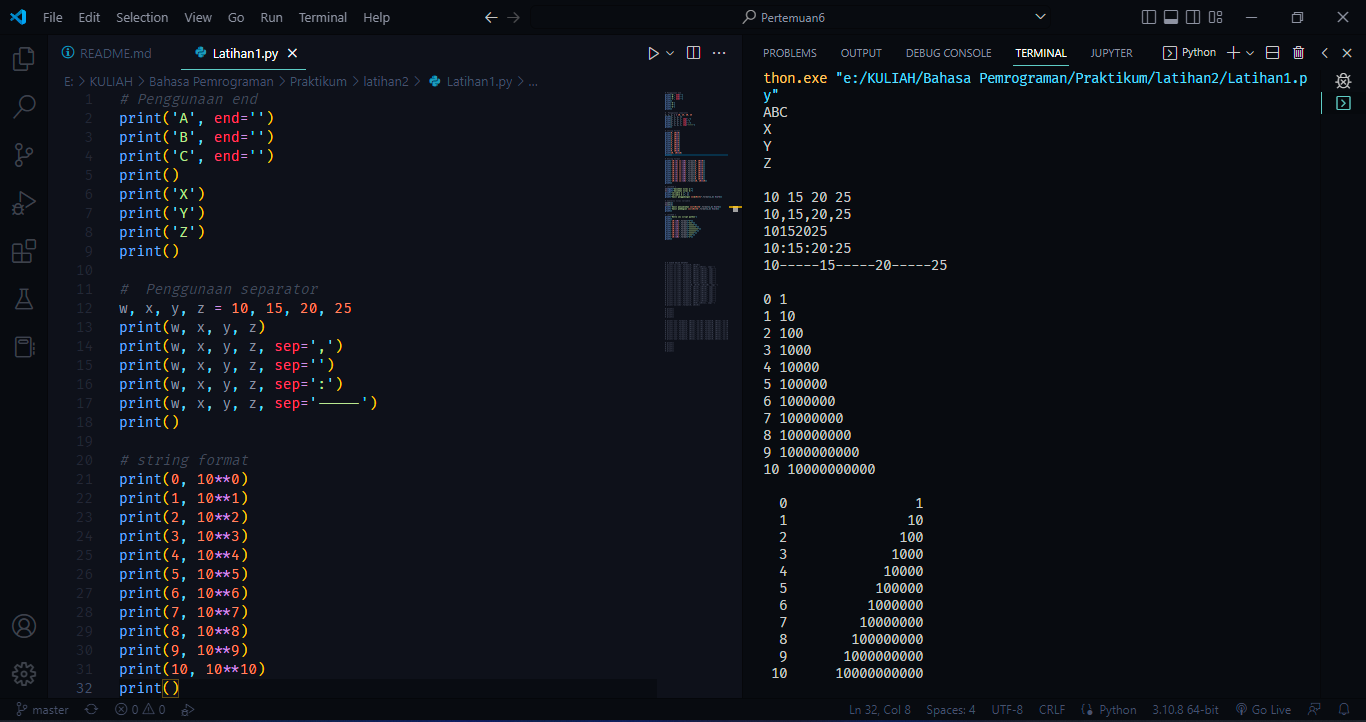 File Edit Selection View Go Run Terminal Help
Pertemuan6
README.md
Latihan1.py
E: > KULIAH > Bahasa Pemrograman > Praktikum > latihan2 > Latihan1.py > ...
1 # Penggunaan end
2 print('A', end='')
3 print('B', end='')
4 print('C', end='')
5 print()
6 print('X')
7 print('Y')
8 print('Z')
9 print()
10
11 #  Penggunaan separator
12 w, x, y, z = 10, 15, 20, 25
13 print(w, x, y, z)
14 print(w, x, y, z, sep=',')
15 print(w, x, y, z, sep='')
16 print(w, x, y, z, sep=':')
17 print(w, x, y, z, sep='-----')
18 print()
19
20 # string format
21 print(0, 10**0)
22 print(1, 10**1)
23 print(2, 10**2)
24 print(3, 10**3)
25 print(4, 10**4)
26 print(5, 10**5)
27 print(6, 10**6)
28 print(7, 10**7)
29 print(8, 10**8)
30 print(9, 10**9)
31 print(10, 10**10)
32 print()
PROBLEMS OUTPUT DEBUG CONSOLE TERMINAL JUPYTER Python
thon.exe "e:/KULIAH/Bahasa Pemrograman/Praktikum/latihan2/Latihan1.p
y"
ABC
X
Y
Z
10 15 20 25
10,15,20,25
10152025
10:15:20:25
10-----15-----20-----25
0 1
1 10
2 100
3 1000
4 10000
5 100000
6 1000000
7 10000000
8 100000000
9 1000000000
10 10000000000
0 1
1 10
2 100
3 1000
4 10000
5 100000
6 1000000
7 10000000
8 100000000
9 1000000000
10 10000000000
master 0 0 Ln 32, Col 8 Spaces: 4 UTF-8 CRLF Python 3.10.8 64-bit Go Live